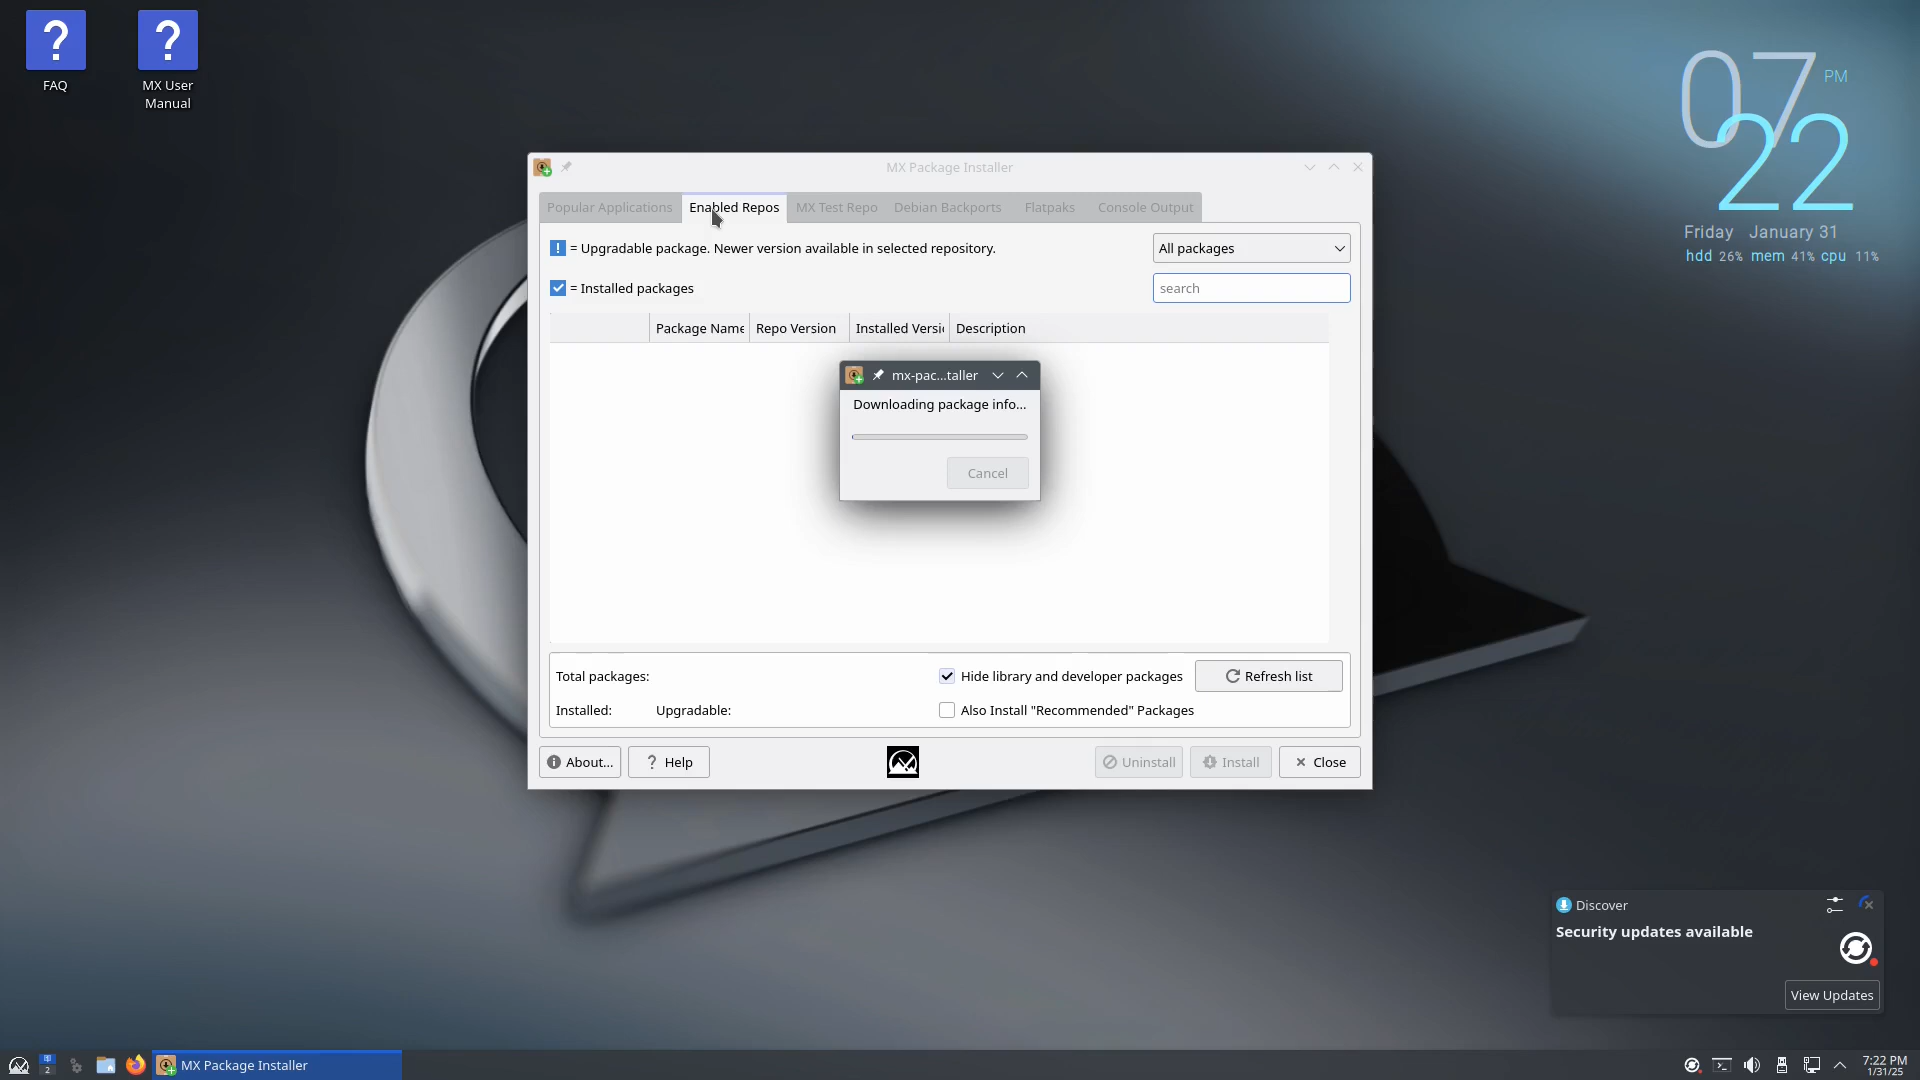 FAQ
MX User
Manual
07 PM
22
Friday January 31
hdd 26% mem 41% cpu 11%
MX Package Installer
Popular Applications Enabled Repos MX Test Repo Debian Backports Flatpaks Console Output
! = Upgradable package. Newer version available in selected repository.
All packages
= Installed packages
search
Package Name Repo Version Installed Versi Description
mx-pac...taller
Downloading package info...
Cancel
Total packages:
Hide library and developer packages
Refresh list
Installed: Upgradable:
Also Install "Recommended" Packages
About... ? Help Uninstall Install Close
Discover
Security updates available
View Updates
2
MX Package Installer
7:22 PM
1/31/25